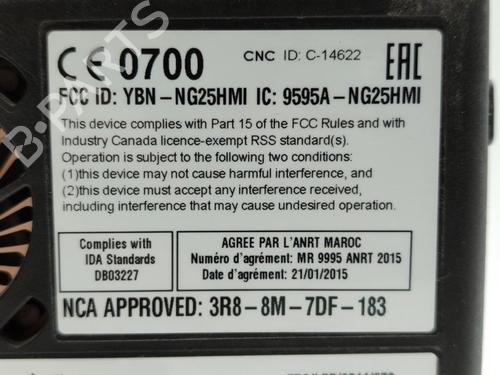 CE 0700 CNC ID: C-14622 EAC
FCC ID: YBN-NG25HMI IC: 9595A-NG25HMI
This device complies with Part 15 of the FCC Rules and with
Industry Canada licence-exempt RSS standard(s).
Operation is subject to the following two conditions:
(1)this device may not cause harmful interference, and
(2)this device must accept any interference received,
including interference that may cause undesired operation.
Complies with
IDA Standards
DB03227
AGREE PAR L'ANRT MAROC
Numéro d'agrément: MR 9995 ANRT 2015
Date d'agrément: 21/01/2015
NCA APPROVED: 3R8-8M-7DF-183